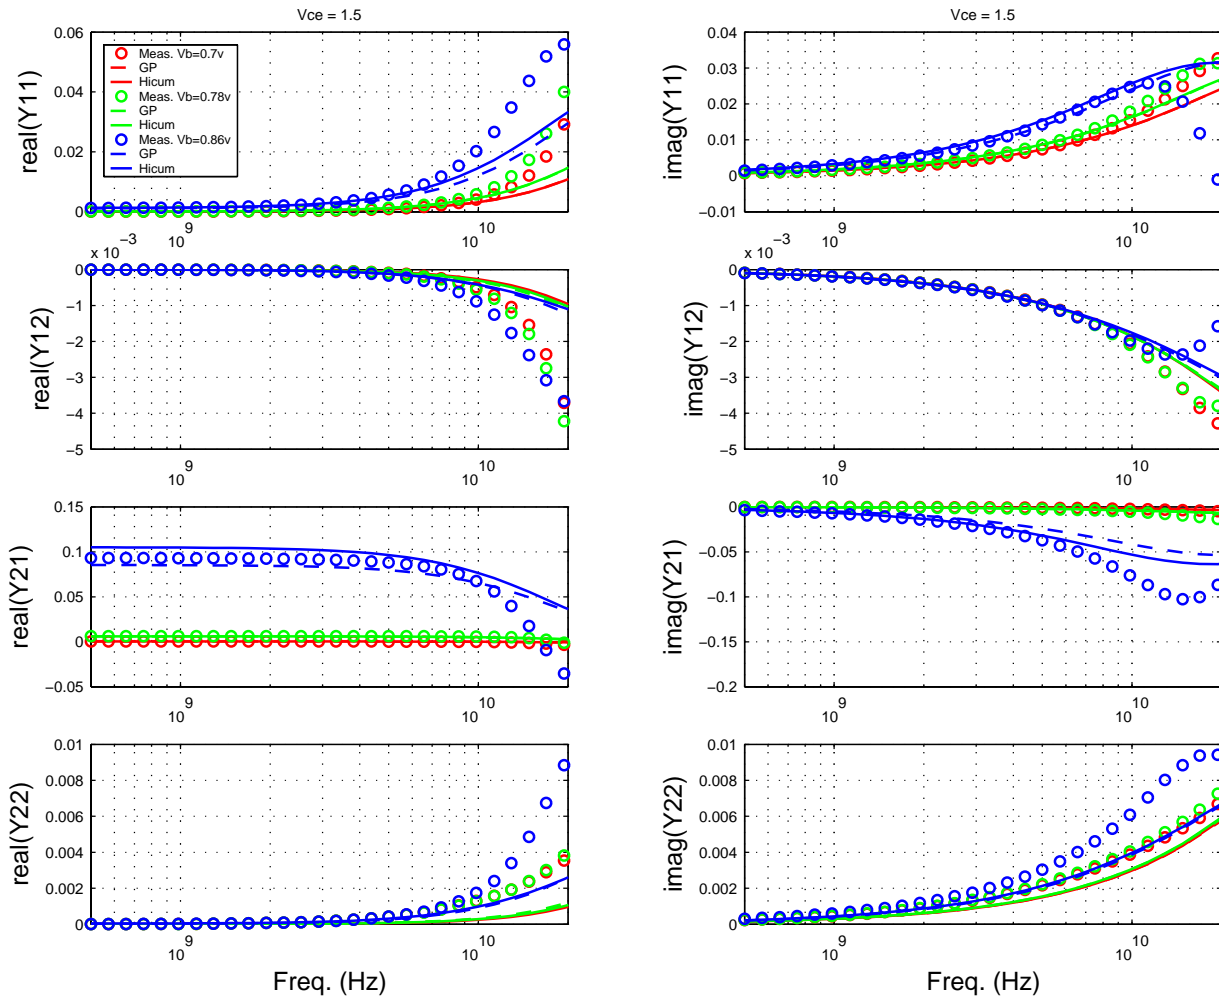 Vce = 1.5
real(Y11)
0.06
0.04
0.02
0
Meas. Vb=0.7v
GP
Hicum
Meas. Vb=0.78v
GP
Hicum
Meas. Vb=0.86v
GP
Hicum
10^9
10^10
Vce = 1.5
imag(Y11)
0.04
0.03
0.02
0.01
0
−0.01
10^9
10^10
x 10^−3
real(Y12)
0
−1
−2
−3
−4
−5
10^9
10^10
x 10^−3
imag(Y12)
0
−1
−2
−3
−4
−5
10^9
10^10
real(Y21)
0.15
0.1
0.05
0
−0.05
10^9
10^10
imag(Y21)
0
−0.05
−0.1
−0.15
−0.2
10^9
10^10
real(Y22)
0.01
0.008
0.006
0.004
0.002
0
10^9
10^10
Freq. (Hz)
imag(Y22)
0.01
0.008
0.006
0.004
0.002
0
10^9
10^10
Freq. (Hz)